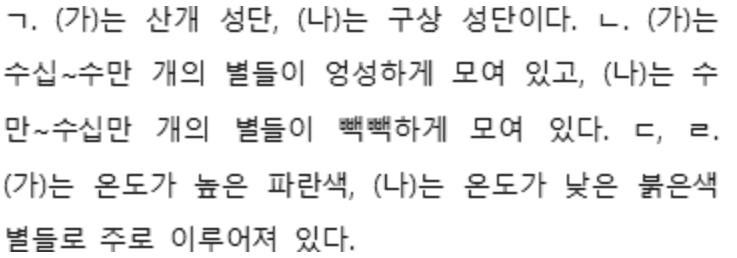 ㄱ. (가)는 산개 성단, (나)는 구상 성단이다. ㄴ. (가)는
수십~수만 개의 별들이 엉성하게 모여 있고, (나)는 수
만~수십만 개의 별들이 빽빽하게 모여 있다. ㄷ, ㄹ.
(가)는 온도가 높은 파란색, (나)는 온도가 낮은 붉은색
별들로 주로 이루어져 있다.